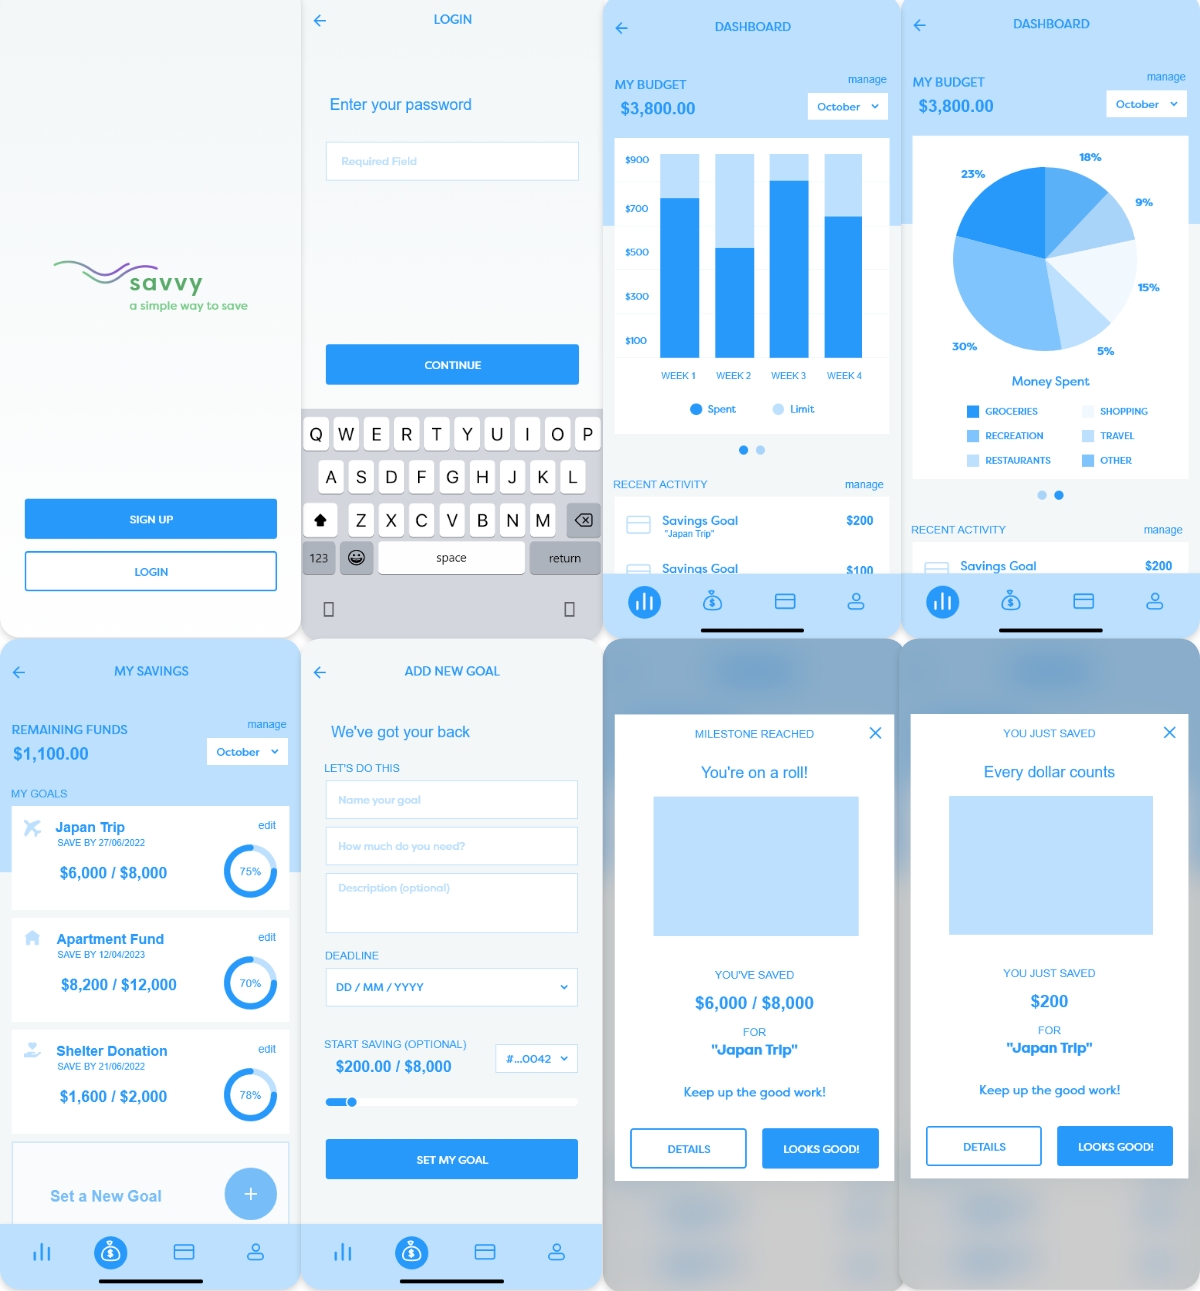 savvy
a simple way to save
SIGN UP
LOGIN
LOGIN
Enter your password
Required Field
CONTINUE
Q W E R T Y U I O P
A S D F G H J K L
Z X C V B N M
123 space return
DASHBOARD
manage
MY BUDGET
$3,800.00
October
$900
$700
$500
$300
$100
WEEK 1 WEEK 2 WEEK 3 WEEK 4
Spent Limit
RECENT ACTIVITY manage
Savings Goal $200
"Japan Trip"
Savings Goal $100
DASHBOARD
manage
MY BUDGET
$3,800.00
October
18%
23%
9%
15%
30%
5%
Money Spent
GROCERIES SHOPPING
RECREATION TRAVEL
RESTAURANTS OTHER
RECENT ACTIVITY manage
Savings Goal $200
MY SAVINGS
manage
REMAINING FUNDS
$1,100.00
October
MY GOALS
Japan Trip edit
SAVE BY 27/06/2022
$6,000 / $8,000 75%
Apartment Fund edit
SAVE BY 12/04/2023
$8,200 / $12,000 70%
Shelter Donation edit
SAVE BY 21/06/2022
$1,600 / $2,000 78%
Set a New Goal +
ADD NEW GOAL
We've got your back
LET'S DO THIS
Name your goal
How much do you need?
Description (optional)
DEADLINE
DD / MM / YYYY
START SAVING (OPTIONAL)
$200.00 / $8,000
#...0042
SET MY GOAL
MILESTONE REACHED
You're on a roll!
YOU'VE SAVED
$6,000 / $8,000
FOR
"Japan Trip"
Keep up the good work!
DETAILS LOOKS GOOD!
YOU JUST SAVED
Every dollar counts
YOU JUST SAVED
$200
FOR
"Japan Trip"
Keep up the good work!
DETAILS LOOKS GOOD!